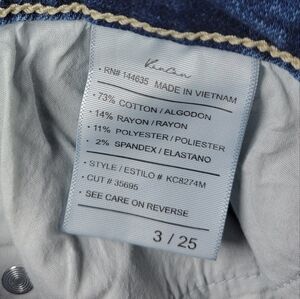 KanCan
• RN# 144635 MADE IN VIETNAM
• 73% COTTON / ALGODON
• 14% RAYON / RAYON
• 11% POLYESTER / POLIESTER
• 2% SPANDEX / ELASTANO
• STYLE / ESTILO # KC8274M
• CUT # 35695
• SEE CARE ON REVERSE
3 / 25